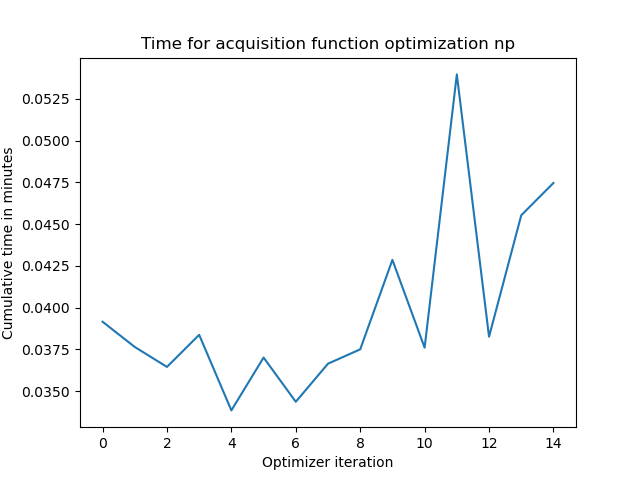 Time for acquisition function optimization np
Cumulative time in minutes
0.0525
0.0500
0.0475
0.0450
0.0425
0.0400
0.0375
0.0350
0 2 4 6 8 10 12 14
Optimizer iteration